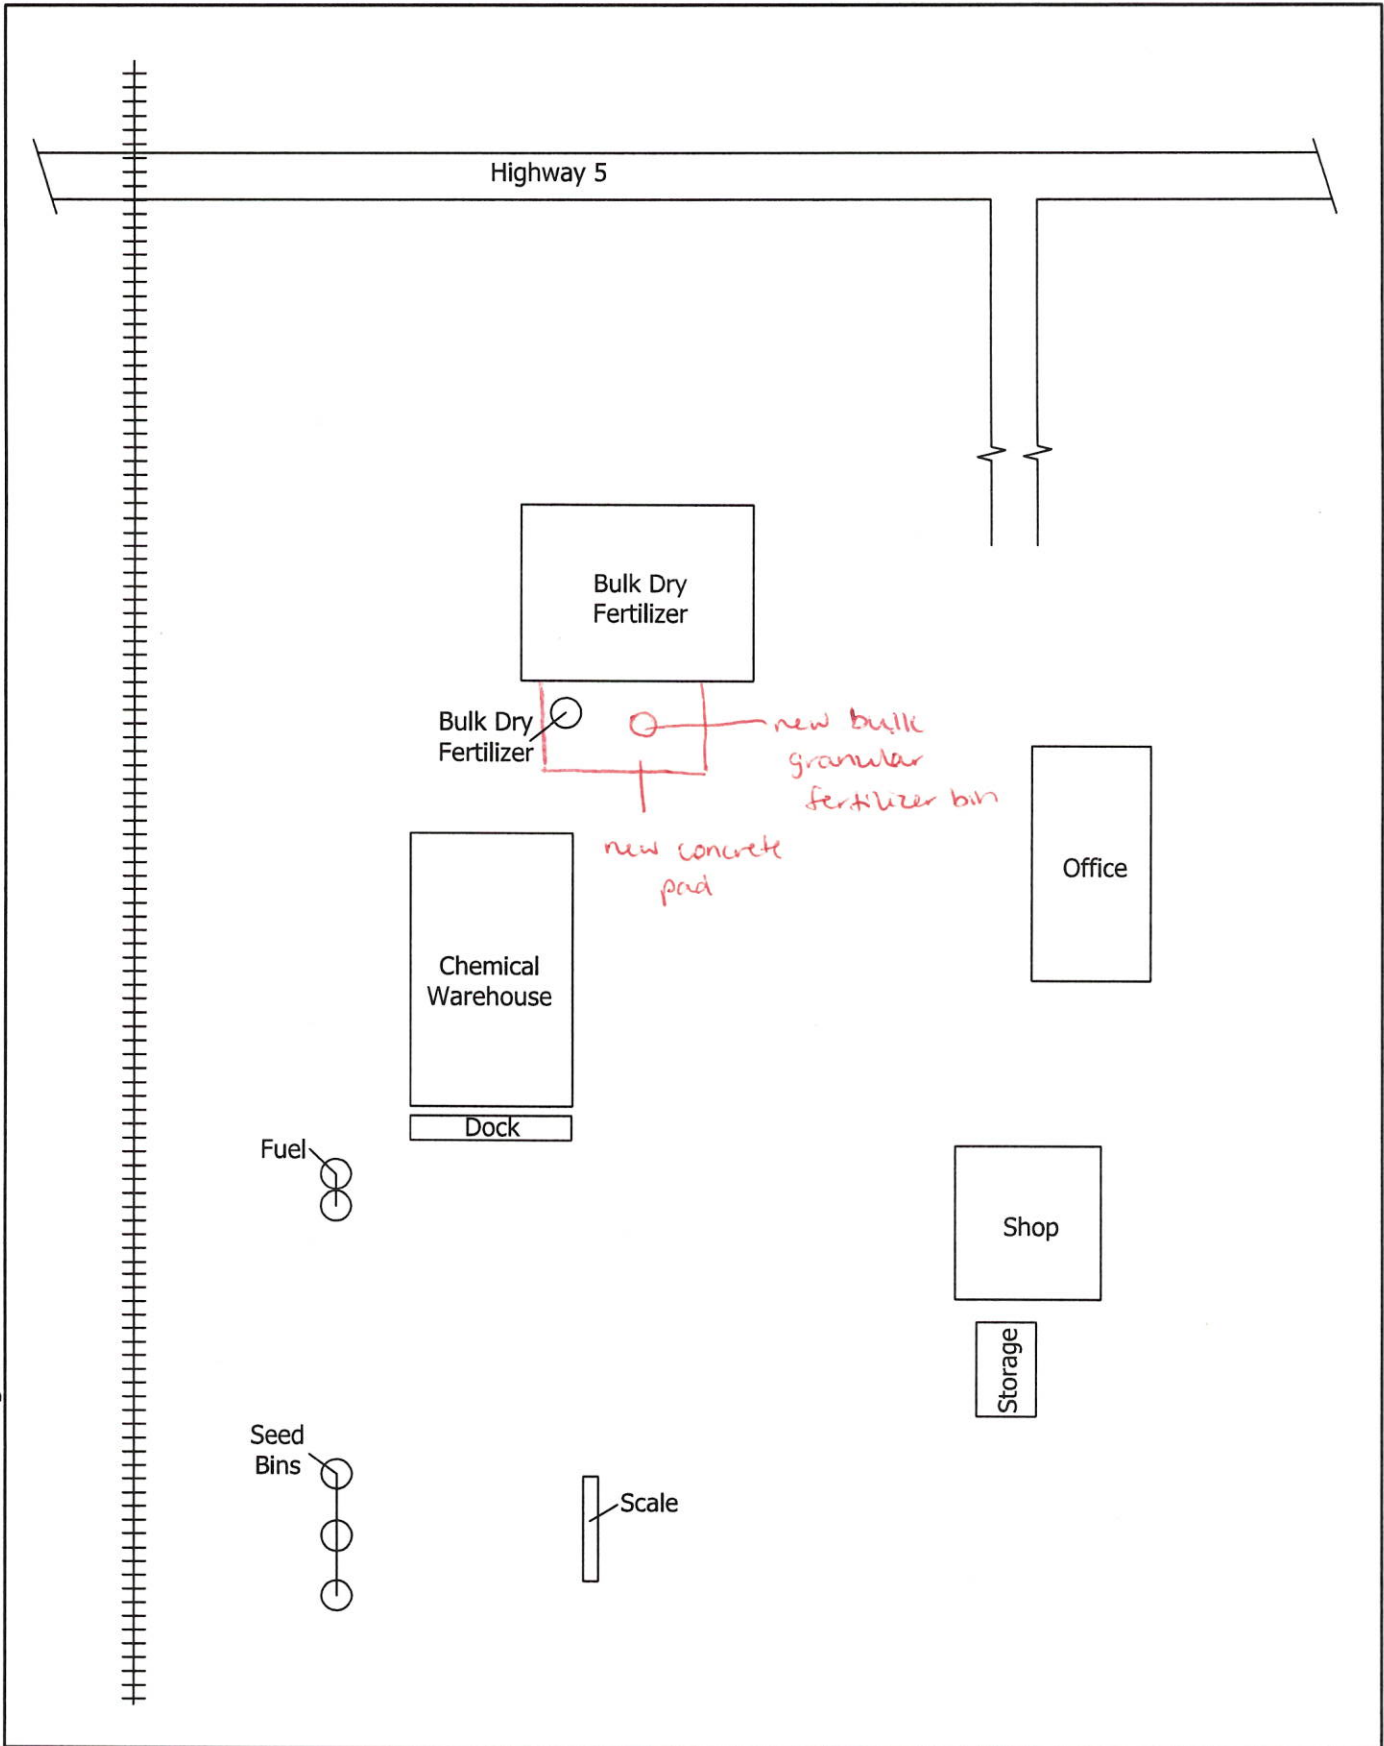 Highway 5
Bulk Dry
Fertilizer
Bulk Dry
Fertilizer
new bulk
granular
fertilizer bin
new concrete
pad
Office
Chemical
Warehouse
Dock
Fuel
Shop
Storage
Seed
Bins
Scale